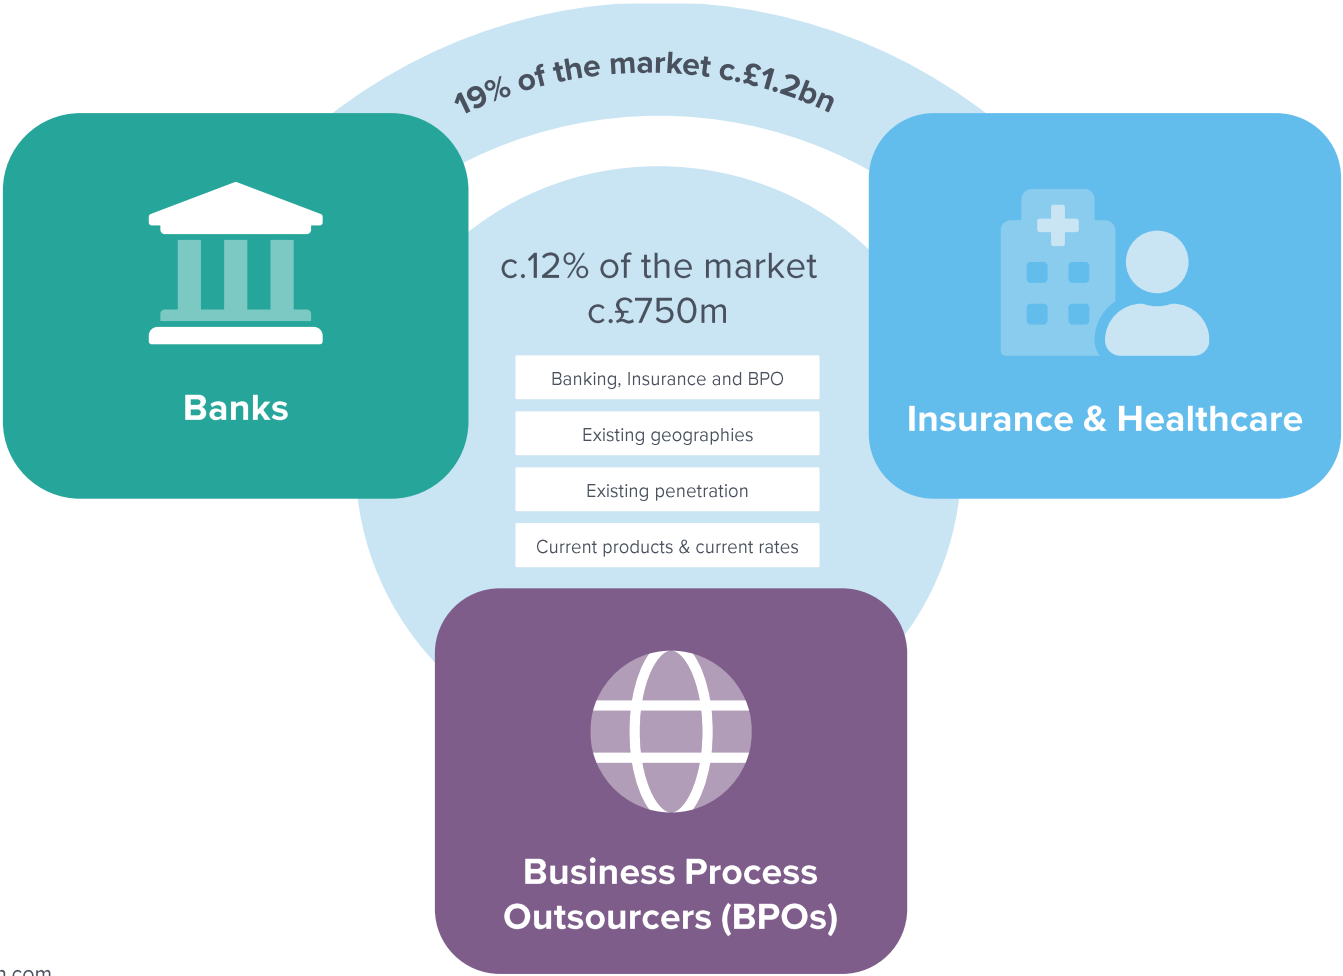 19% of the market c.£1.2bn
c.12% of the market
c.£750m
Banking, Insurance and BPO
Existing geographies
Existing penetration
Current products & current rates
Banks
Insurance & Healthcare
Business Process
Outsourcers (BPOs)
.com